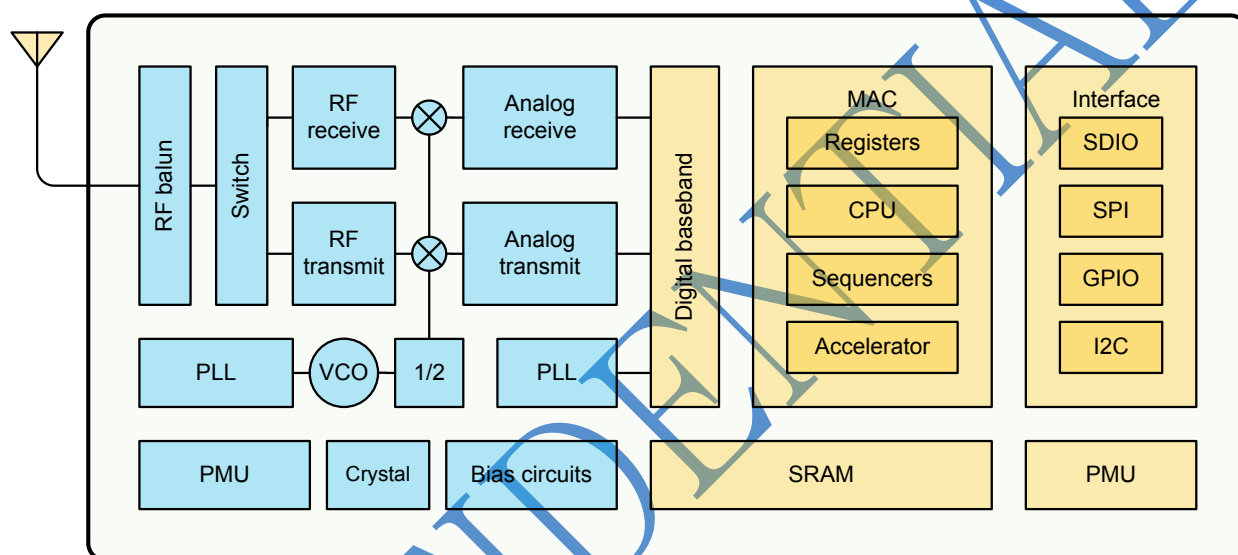 RF balun
Switch
RF
receive
RF
transmit
Analog
receive
Analog
transmit
Digital baseband
PLL
VCO
1/2
PLL
MAC
Registers
CPU
Sequencers
Accelerator
Interface
SDIO
SPI
GPIO
I2C
PMU
Crystal
Bias circuits
SRAM
PMU